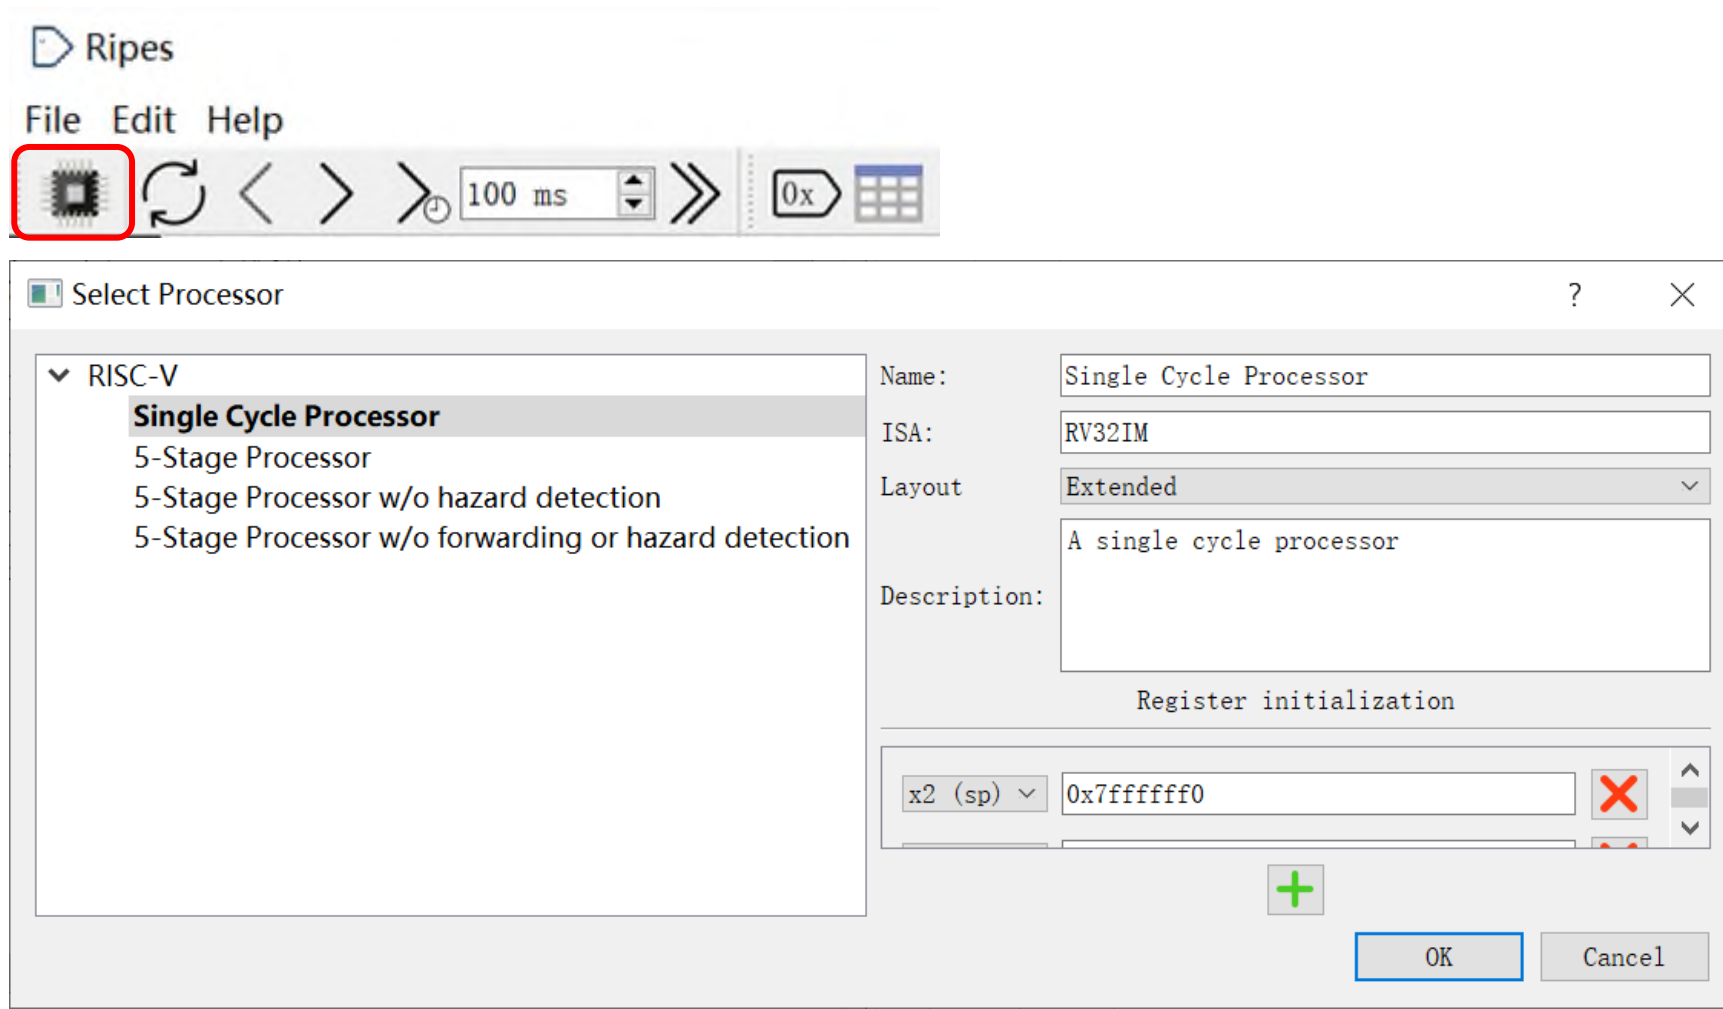 Ripes
File Edit Help
100 ms
0x
Select Processor
?
RISC-V
Single Cycle Processor
5-Stage Processor
5-Stage Processor w/o hazard detection
5-Stage Processor w/o forwarding or hazard detection
Name: Single Cycle Processor
ISA: RV32IM
Layout Extended
Description: A single cycle processor
Register initialization
x2 (sp) 0x7ffffff0
OK Cancel